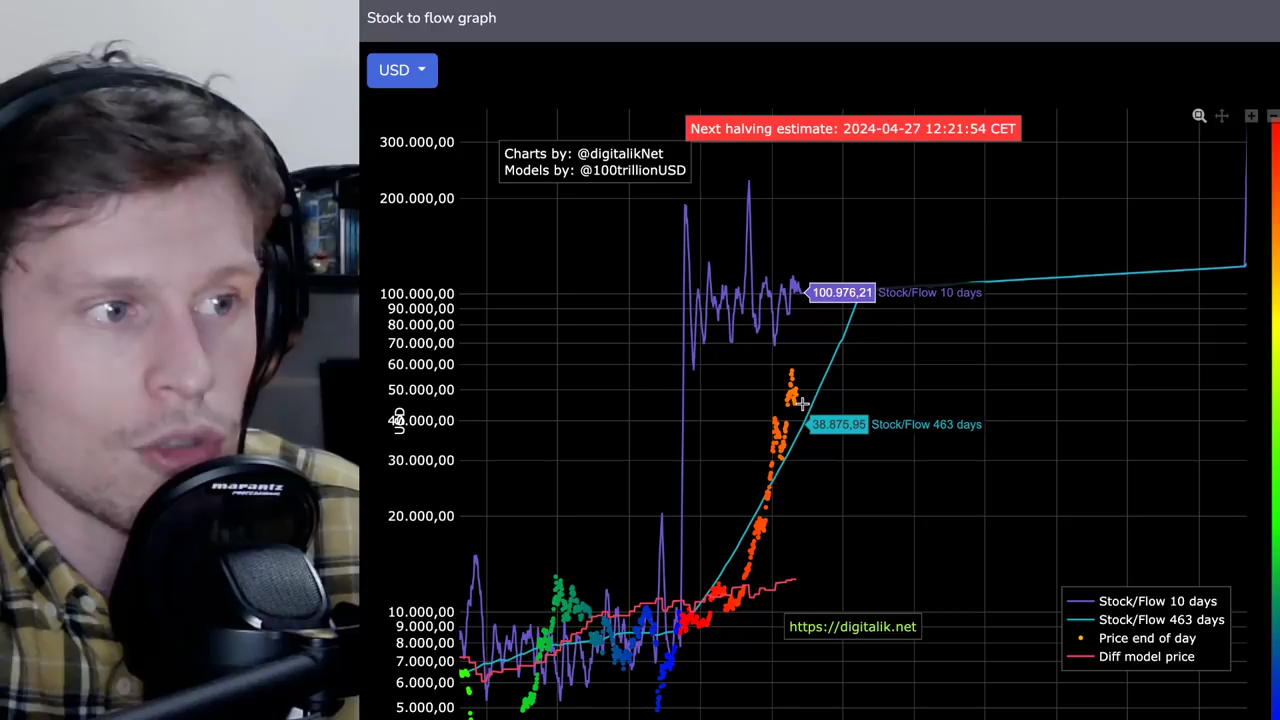 Stock to flow graph
USD
Next halving estimate: 2024-04-27 12:21:54 CET
Charts by: @digitalikNet
Models by: @100trillionUSD
300.000,00
200.000,00
100.000,00
90.000,00
80.000,00
70.000,00
60.000,00
50.000,00
40.000,00
30.000,00
20.000,00
10.000,00
9.000,00
8.000,00
7.000,00
6.000,00
5.000,00
USD
100.976,21 Stock/Flow 10 days
38.875,95 Stock/Flow 463 days
https://digitalik.net
Stock/Flow 10 days
Stock/Flow 463 days
Price end of day
Diff model price
marantz
PROFESSIONAL